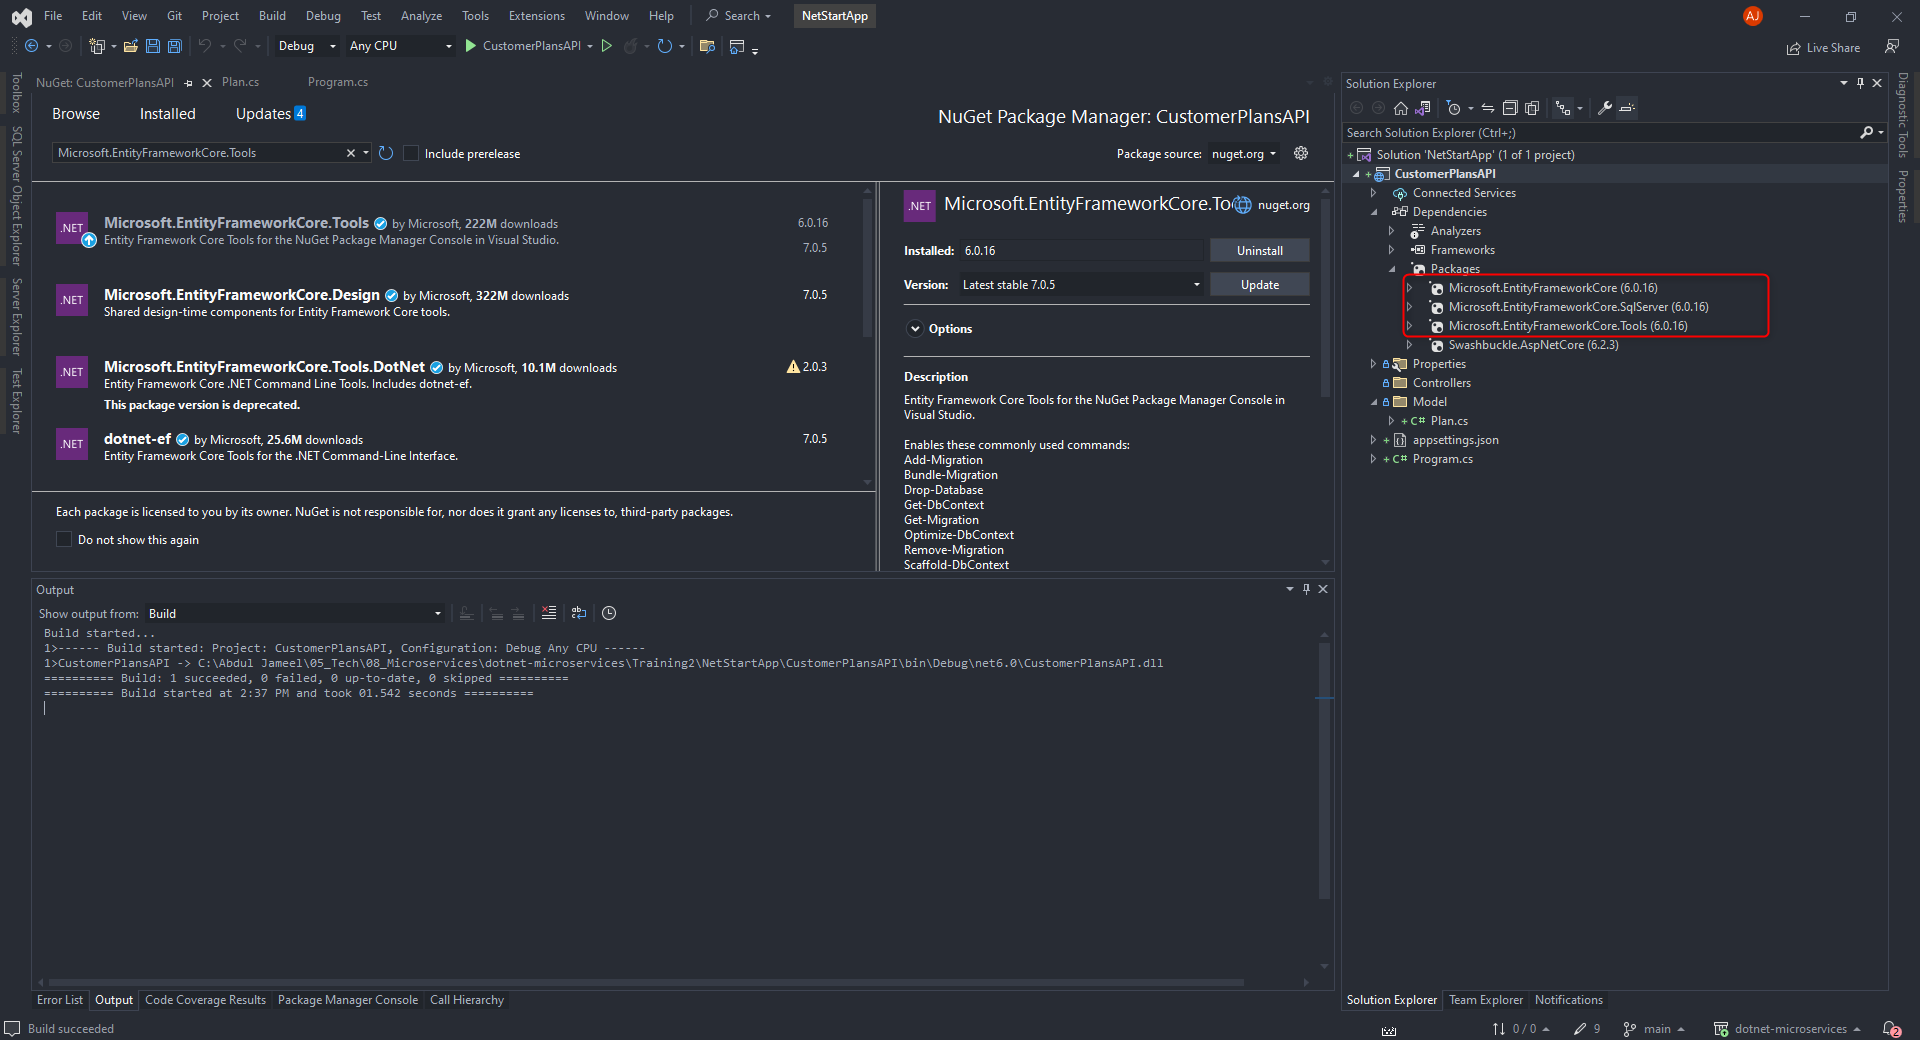 File Edit View Git Project Build Debug Test Analyze Tools Extensions Window Help Search NetStartApp AJ
Debug Any CPU CustomerPlansAPI Live Share
NuGet: CustomerPlansAPI Plan.cs Program.cs
Browse Installed Updates 4
NuGet Package Manager: CustomerPlansAPI
Microsoft.EntityFrameworkCore.Tools Include prerelease
Package source: nuget.org
.NET Microsoft.EntityFrameworkCore.Tools by Microsoft, 222M downloads 6.0.16
Entity Framework Core Tools for the NuGet Package Manager Console in Visual Studio.
7.0.5
.NET Microsoft.EntityFrameworkCore.Design by Microsoft, 322M downloads 7.0.5
Shared design-time components for Entity Framework Core tools.
.NET Microsoft.EntityFrameworkCore.Tools.DotNet by Microsoft, 10.1M downloads 2.0.3
Entity Framework Core .NET Command Line Tools. Includes dotnet-ef.
This package version is deprecated.
.NET dotnet-ef by Microsoft, 25.6M downloads 7.0.5
Entity Framework Core Tools for the .NET Command-Line Interface.
Each package is licensed to you by its owner. NuGet is not responsible for, nor does it grant any licenses to, third-party packages.
Do not show this again
.NET Microsoft.EntityFrameworkCore.To nuget.org
Installed: 6.0.16 Uninstall
Version: Latest stable 7.0.5 Update
Options
Description
Entity Framework Core Tools for the NuGet Package Manager Console in
Visual Studio.
Enables these commonly used commands:
Add-Migration
Bundle-Migration
Drop-Database
Get-DbContext
Get-Migration
Optimize-DbContext
Remove-Migration
Scaffold-DbContext
Output
Show output from: Build
Build started...
1>------ Build started: Project: CustomerPlansAPI, Configuration: Debug Any CPU ------
1>CustomerPlansAPI -> C:\Abdul Jameel\05_Tech\08_Microservices\dotnet-microservices\Training2\NetStartApp\CustomerPlansAPI\bin\Debug\net6.0\CustomerPlansAPI.dll
========== Build: 1 succeeded, 0 failed, 0 up-to-date, 0 skipped ==========
========== Build started at 2:37 PM and took 01.542 seconds ==========
Error List Output Code Coverage Results Package Manager Console Call Hierarchy
Solution Explorer
Search Solution Explorer (Ctrl+;)
Solution 'NetStartApp' (1 of 1 project)
CustomerPlansAPI
Connected Services
Dependencies
Analyzers
Frameworks
Packages
Microsoft.EntityFrameworkCore (6.0.16)
Microsoft.EntityFrameworkCore.SqlServer (6.0.16)
Microsoft.EntityFrameworkCore.Tools (6.0.16)
Swashbuckle.AspNetCore (6.2.3)
Properties
Controllers
Model
C# Plan.cs
appsettings.json
C# Program.cs
Solution Explorer Team Explorer Notifications
Toolbox
SQL Server Object Explorer
Server Explorer
Test Explorer
Diagnostic Tools
Properties
Build succeeded
0 / 0 9 main dotnet-microservices 2